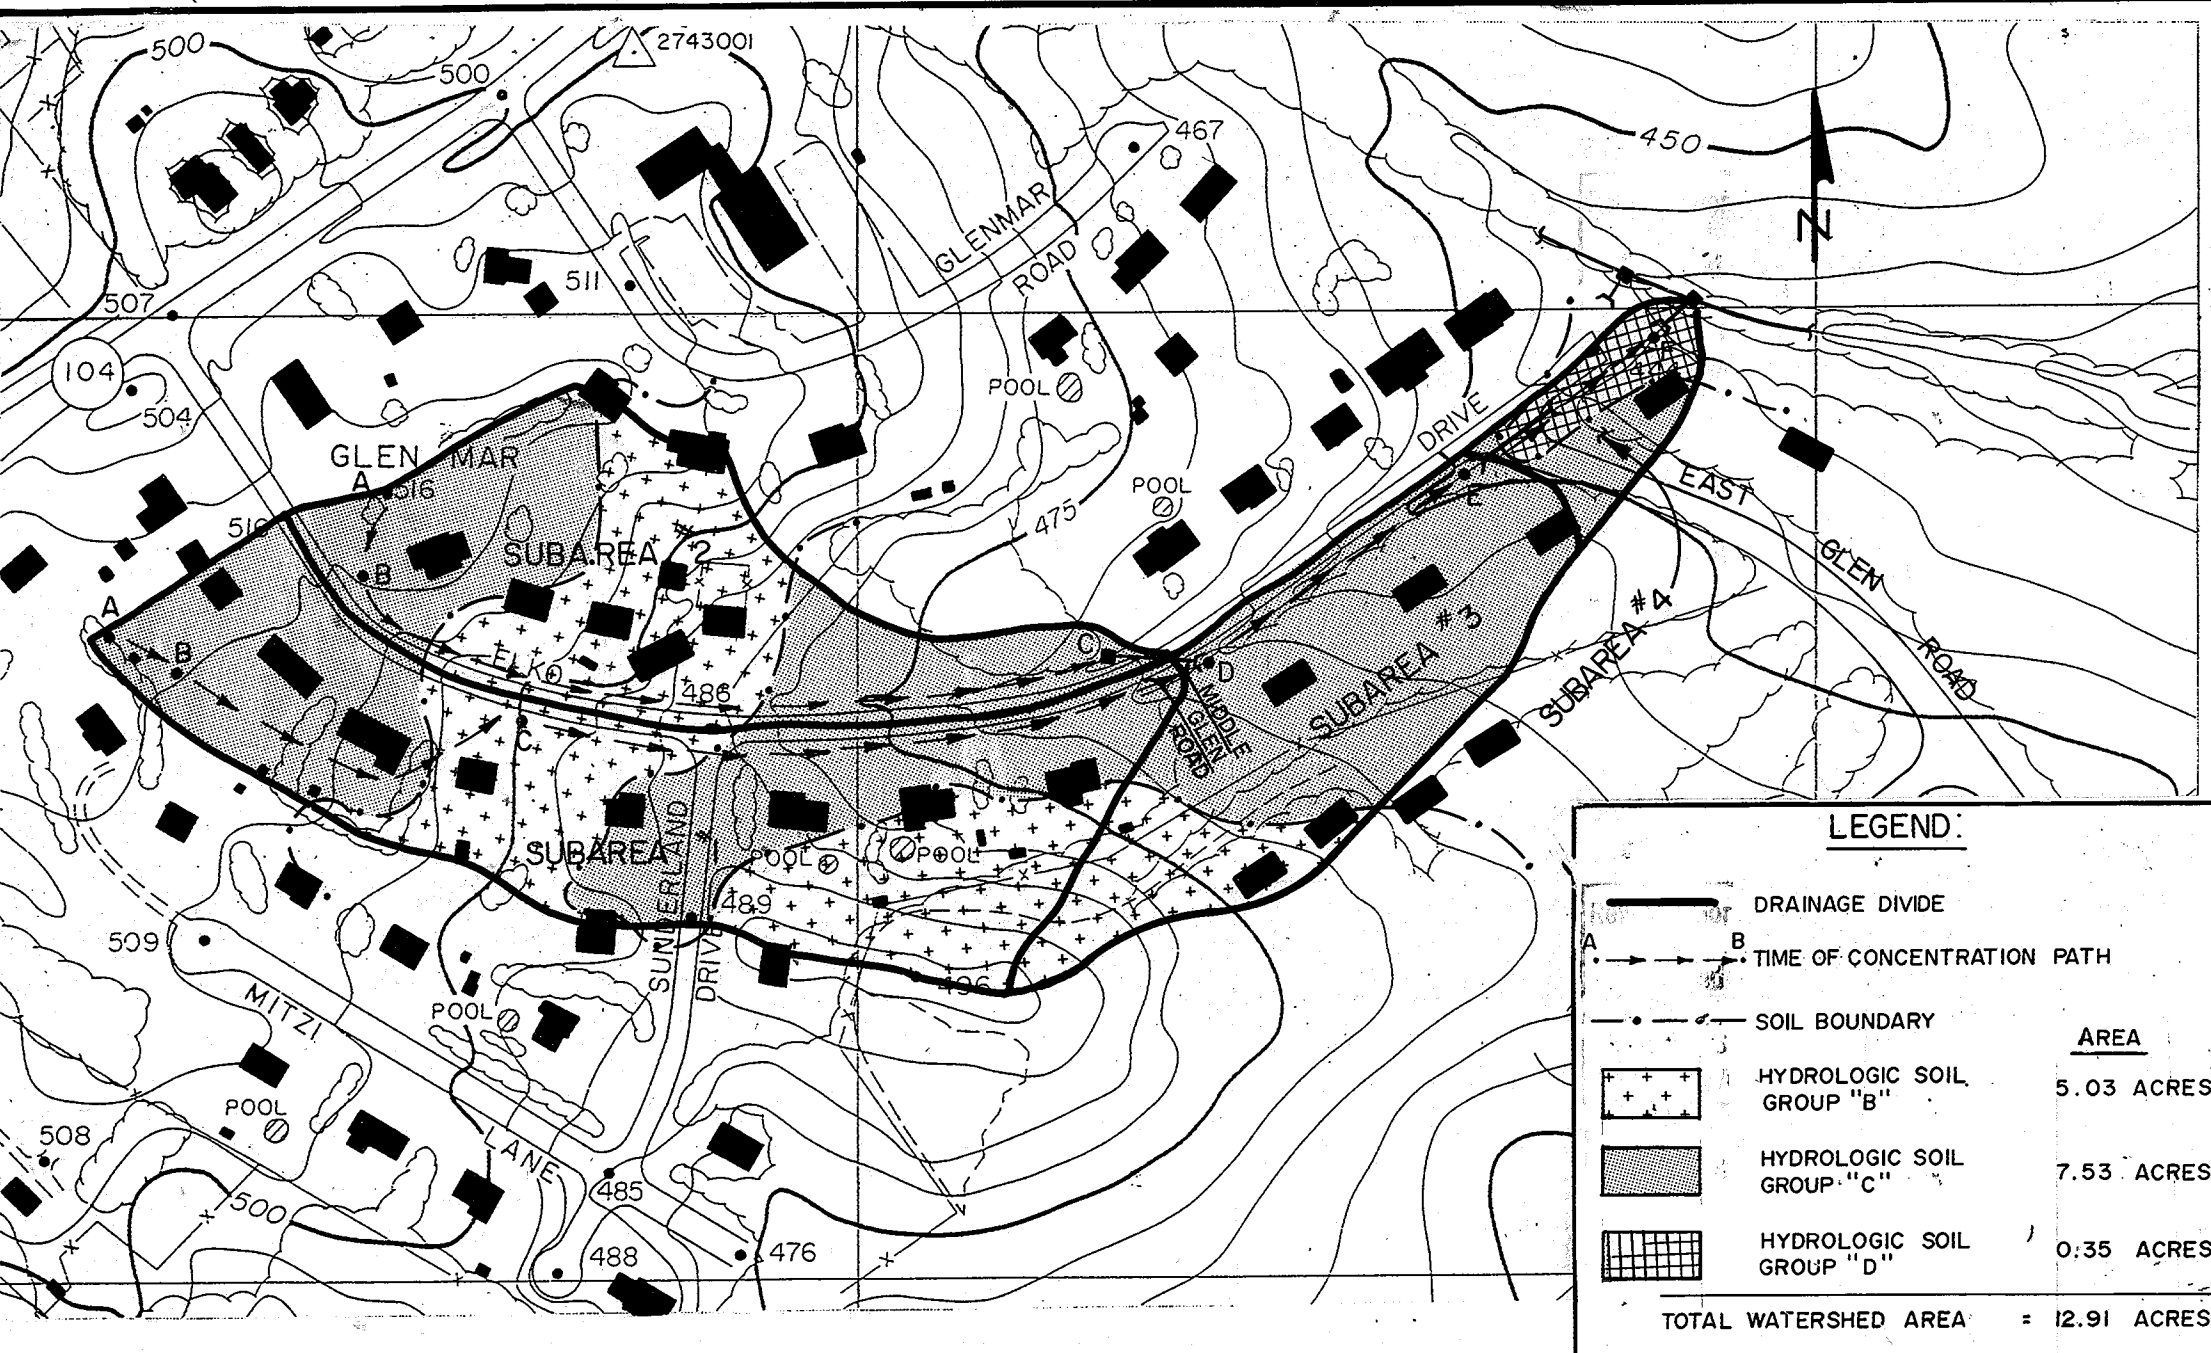 500
500
2743001
467
450
N
GLENMAR
ROAD
511
507
104
504
POOL
DRIVE
GLEN MAR
A 516
516
POOL
475
EAST
GLEN
ROAD
SUBAREA 2
B
A
B
C
D
E
ELKO
486
C
MIDDLE
GLEN
ROAD
SUBAREA #3
SUBAREA #4
SUBAREA 1
SUNDERLAND
DRIVE
POOL
POOL
489
496
509
MITZI
LANE
POOL
POOL
508
500
485
488
476
LEGEND:
DRAINAGE DIVIDE
A B TIME OF CONCENTRATION PATH
SOIL BOUNDARY
AREA
HYDROLOGIC SOIL
GROUP "B"
5.03 ACRES
HYDROLOGIC SOIL
GROUP "C"
7.53 ACRES
HYDROLOGIC SOIL
GROUP "D"
0.35 ACRES
TOTAL WATERSHED AREA = 12.91 ACRES